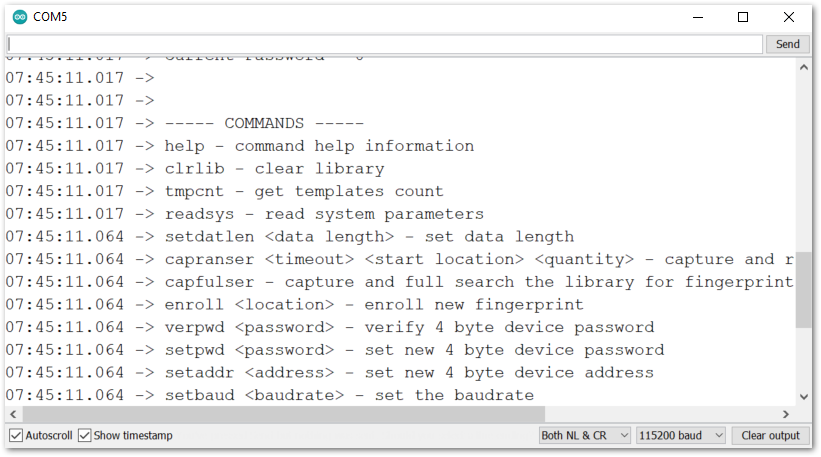 COM5
Send
07:45:11.017 -> Current Password = 0
07:45:11.017 ->
07:45:11.017 ->
07:45:11.017 -> ----- COMMANDS -----
07:45:11.017 -> help - command help information
07:45:11.017 -> clrlib - clear library
07:45:11.017 -> tmpcnt - get templates count
07:45:11.017 -> readsys - read system parameters
07:45:11.064 -> setdatlen <data length> - set data length
07:45:11.064 -> capranser <timeout> <start location> <quantity> - capture and r
07:45:11.064 -> capfulser - capture and full search the library for fingerprint
07:45:11.064 -> enroll <location> - enroll new fingerprint
07:45:11.064 -> verpwd <password> - verify 4 byte device password
07:45:11.064 -> setpwd <password> - set new 4 byte device password
07:45:11.064 -> setaddr <address> - set new 4 byte device address
07:45:11.064 -> setbaud <baudrate> - set the baudrate
Autoscroll Show timestamp Both NL & CR 115200 baud Clear output